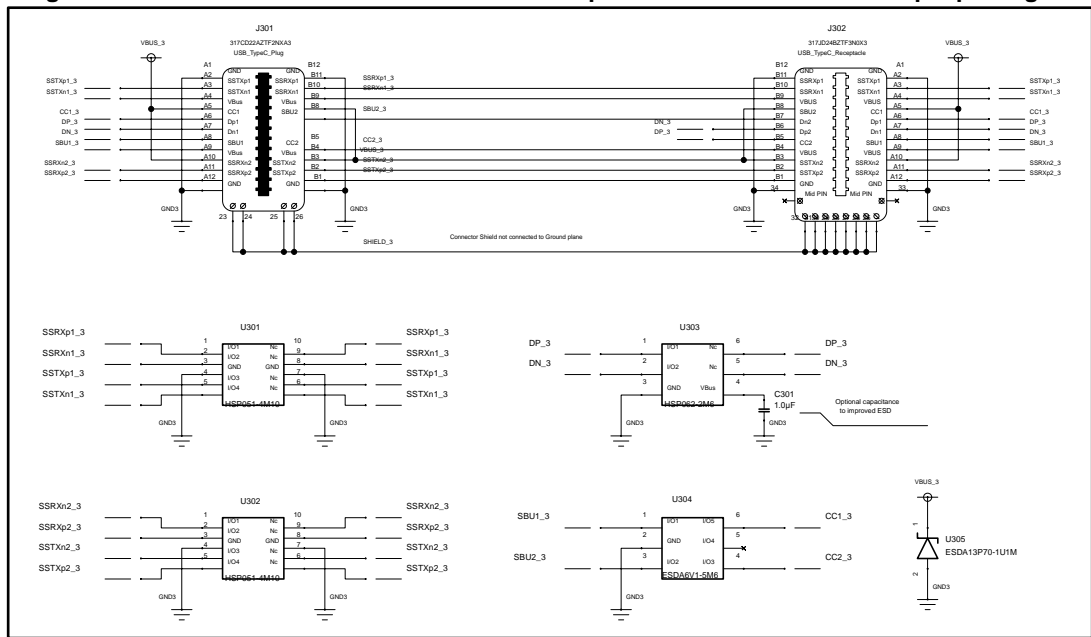 J301
317CD22AZTF2NXA3
USB_TypeC_Plug
VBUS_3
A1 GND GND B12
A2 SSTXp1 SSRXp1 B11
A3 SSTXn1 SSRXn1 B10
A4 VBus VBUS B9
A5 CC1 SBU2 B8
A6 Dp1
A7 Dn1
A8 SBU1 CC2 B5
A9 VBUS VBus B4
A10 SSRXn2 SSTXn2 B3
A11 SSRXp2 SSTXp2 B2
A12 GND GND B1
SSTXp1_3
SSTXn1_3
CC1_3
DP_3
DN_3
SBU1_3
SSRXn2_3
SSRXp2_3
SSRXp1_3
SSRXn1_3
SBU2_3
CC2_3
VBUS_3
SSTXn2_3
SSTXp2_3
GND3
GND3
23 24 25 26
SHIELD_3
Connector Shield not connected to Ground plane
J302
317JD24BZTF3N0X3
USB_TypeC_Receptacle
VBUS_3
B12 GND GND A1
B11 SSRXp1 SSTXp1 A2
B10 SSRXn1 SSTXn1 A3
B9 VBUS VBUS A4
B8 SBU2 CC1 A5
B7 Dn2 Dp1 A6
B6 Dp2 Dn1 A7
B5 CC2 SBU1 A8
B4 VBUS VBUS A9
B3 SSTXn2 SSRXn2 A10
B2 SSTXp2 SSRXp2 A11
B1 GND GND A12
34 Mid PIN Mid PIN 33
DN_3
DP_3
SSTXp1_3
SSTXn1_3
CC1_3
DP_3
DN_3
SBU1_3
SSRXn2_3
SSRXp2_3
GND3
GND3
U301
SSRXp1_3 1 I/O1 Nc 10 SSRXp1_3
SSRXn1_3 2 I/O2 Nc 9 SSRXn1_3
3 GND GND 8
SSTXp1_3 4 I/O3 Nc 7 SSTXp1_3
SSTXn1_3 5 I/O4 Nc 6 SSTXn1_3
HSP051-4M10
GND3
GND3
U303
DP_3 1 I/O1 Nc 6 DP_3
DN_3 2 I/O2 Nc 5 DN_3
3 GND VBus 4
HSP062-2M6
C301
1.0µF
GND3
GND3
Optional capacitance
to improved ESD
U302
SSRXn2_3 1 I/O1 Nc 10 SSRXn2_3
SSRXp2_3 2 I/O2 Nc 9 SSRXp2_3
3 GND GND 8
SSTXn2_3 4 I/O3 Nc 7 SSTXn2_3
SSTXp2_3 5 I/O4 Nc 6 SSTXp2_3
HSP051-4M10
GND3
GND3
U304
SBU1_3 1 I/O1 I/O5 6 CC1_3
2 GND I/O4 5
SBU2_3 3 I/O2 I/O3 4 CC2_3
ESDA6V1-5M6
GND3
VBUS_3
1
U305
ESDA13P70-1U1M
2
GND3